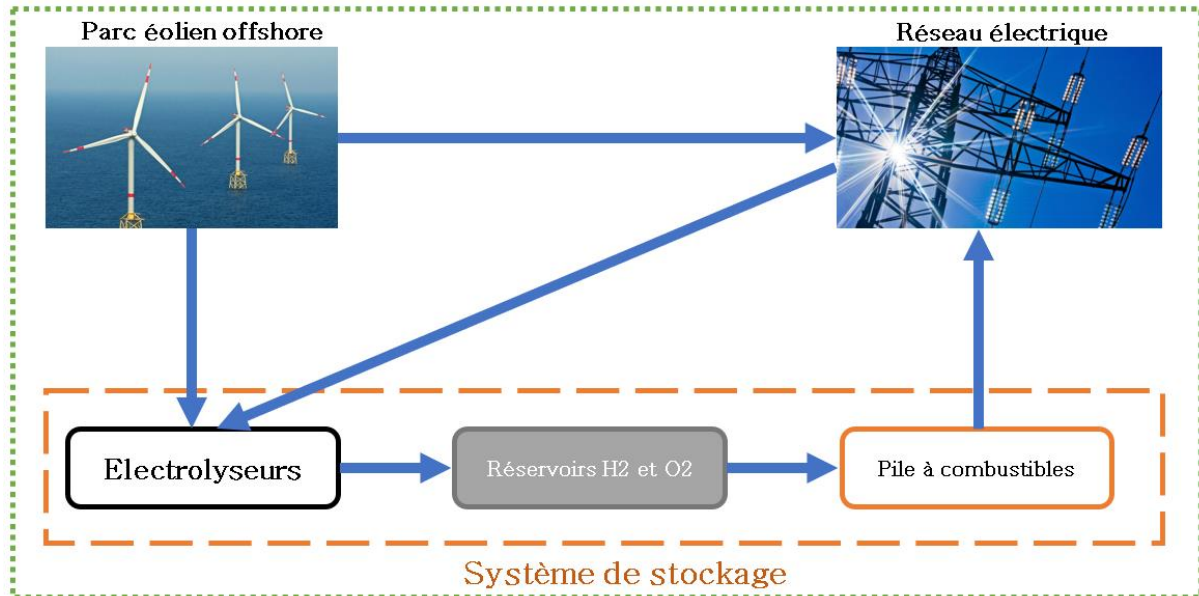 Parc éolien offshore
Réseau électrique
Electrolyseurs
Réservoirs H2 et O2
Pile à combustibles
Système de stockage